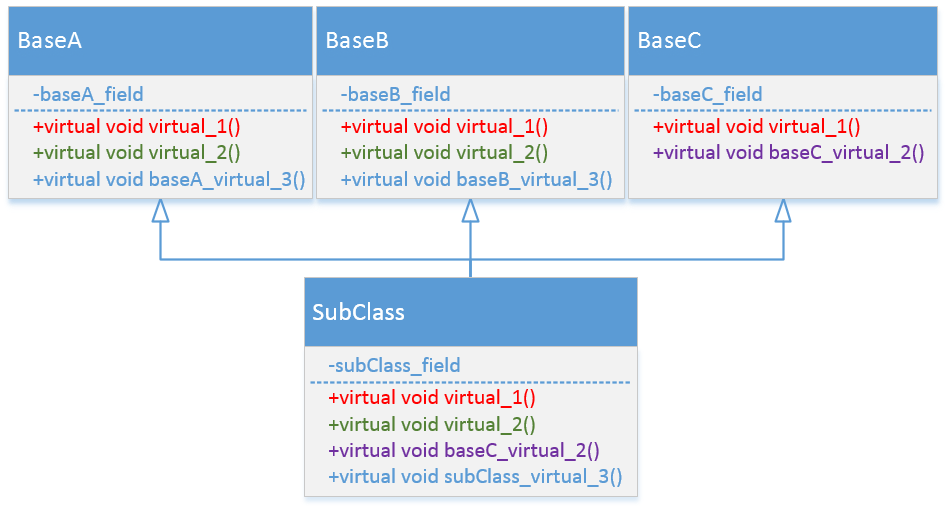 BaseA
-baseA_field
+virtual void virtual_1()
+virtual void virtual_2()
+virtual void baseA_virtual_3()
BaseB
-baseB_field
+virtual void virtual_1()
+virtual void virtual_2()
+virtual void baseB_virtual_3()
BaseC
-baseC_field
+virtual void virtual_1()
+virtual void baseC_virtual_2()
SubClass
-subClass_field
+virtual void virtual_1()
+virtual void virtual_2()
+virtual void baseC_virtual_2()
+virtual void subClass_virtual_3()